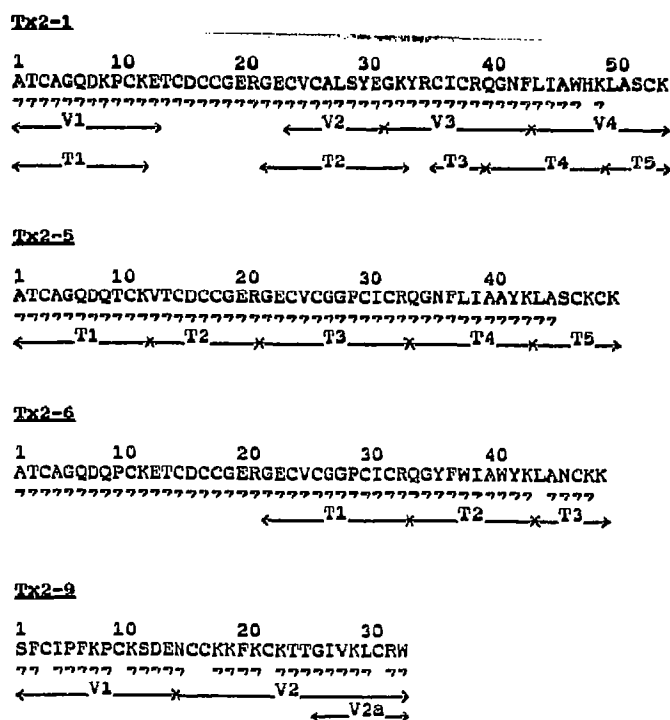 Tx2-1
1 10 20 30 40 50
ATCAGQDKPCKETCDCCGERGECVCALSYEGKYRCICRQGNFLIAWHKLASCK
V1 V2 V3 V4
T1 T2 T3 T4 T5
Tx2-5
1 10 20 30 40
ATCAGQDQTCKVTCDCCGERGECVCGGPCICRQGNFLIAAYKLASCKCK
T1 T2 T3 T4 T5
Tx2-6
1 10 20 30 40
ATCAGQDQPCKETCDCCGERGECVCGGPCICRQGYFWIAWYKLANCKK
T1 T2 T3
Tx2-9
1 10 20 30
SFCIPFKPCKSDENCCKKFKCKTTGIVKLCRW
V1 V2
V2a